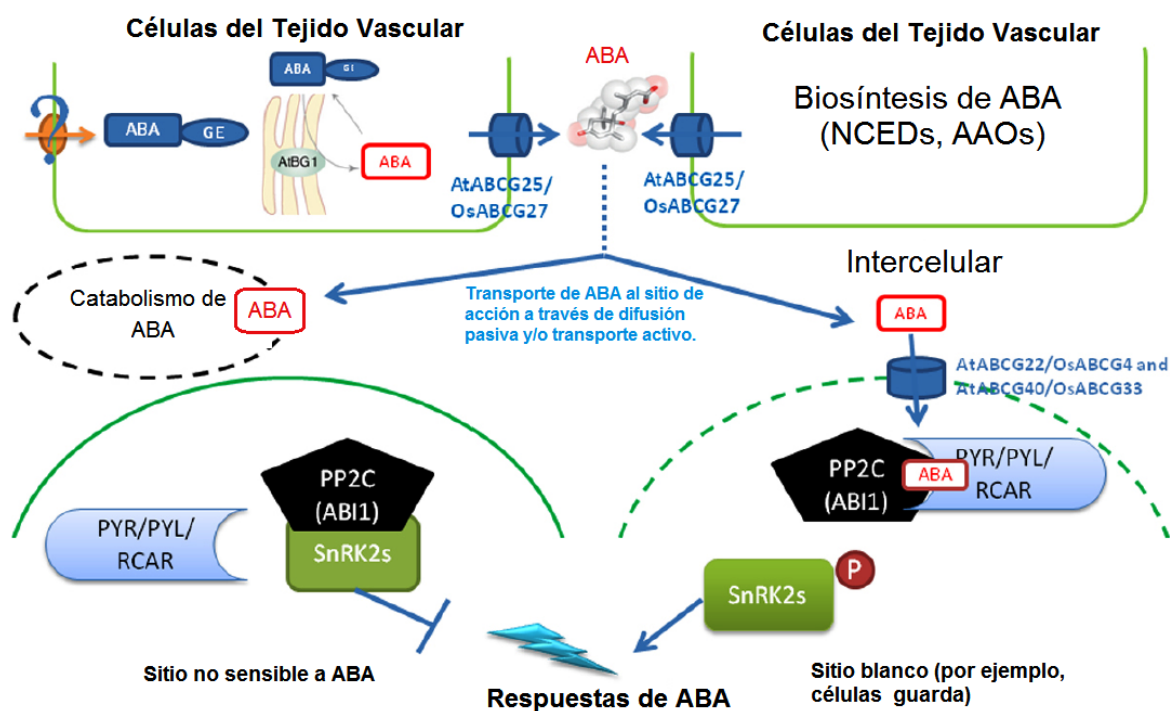 Células del Tejido Vascular
Células del Tejido Vascular
ABA
ABA
GI
?
ABA
GE
AtBG1
ABA
Biosíntesis de ABA
(NCEDs, AAOs)
AtABCG25/
OsABCG27
AtABCG25/
OsABCG27
Intercelular
Catabolismo de
ABA
ABA
Transporte de ABA al sitio de
acción a través de difusión
pasiva y/o transporte activo.
ABA
AtABCG22/OsABCG4 and
AtABCG40/OsABCG33
PP2C
(ABI1)
PYR/PYL/
RCAR
SnRK2s
PP2C
(ABI1)
ABA
PYR/PYL/
RCAR
SnRK2s
P
Sitio no sensible a ABA
Respuestas de ABA
Sitio blanco (por ejemplo,
células guarda)